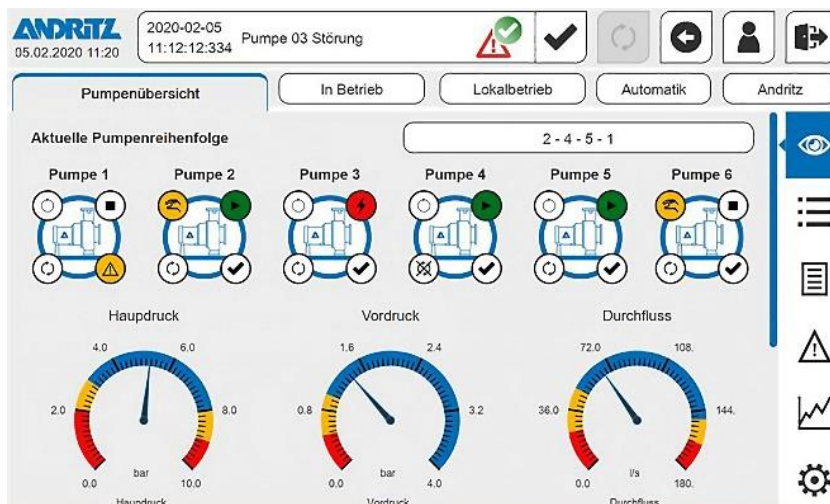 ANDRITZ
05.02.2020 11:20
2020-02-05
11:12:12:334 Pumpe 03 Störung
Pumpenübersicht
In Betrieb
Lokalbetrieb
Automatik
Andritz
Aktuelle Pumpenreihenfolge
2 - 4 - 5 - 1
Pumpe 1 Pumpe 2 Pumpe 3 Pumpe 4 Pumpe 5 Pumpe 6
Haupdruck
0.0
2.0
4.0
6.0
8.0
10.0
bar
Haupdruck
Vordruck
0.0
0.8
1.6
2.4
3.2
4.0
bar
Vordruck
Durchfluss
0.0
36.0
72.0
108.
144.
180.
l/s
Durchfluss